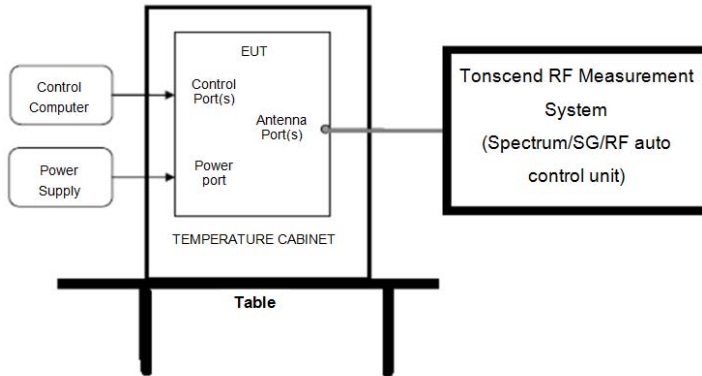 EUT
Control
Computer
Control
Port(s)
Antenna
Port(s)
Power
Supply
Power
port
TEMPERATURE CABINET
Table
Tonscend RF Measurement
System
(Spectrum/SG/RF auto
control unit)